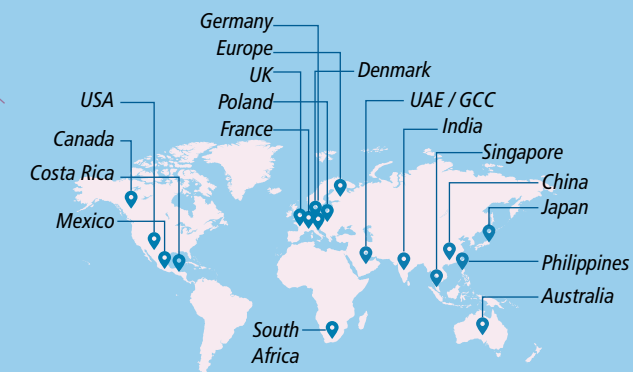 Germany
Europe
UK
Denmark
USA
Poland
UAE / GCC
France
India
Canada
Singapore
Costa Rica
China
Japan
Mexico
Philippines
Australia
South
Africa